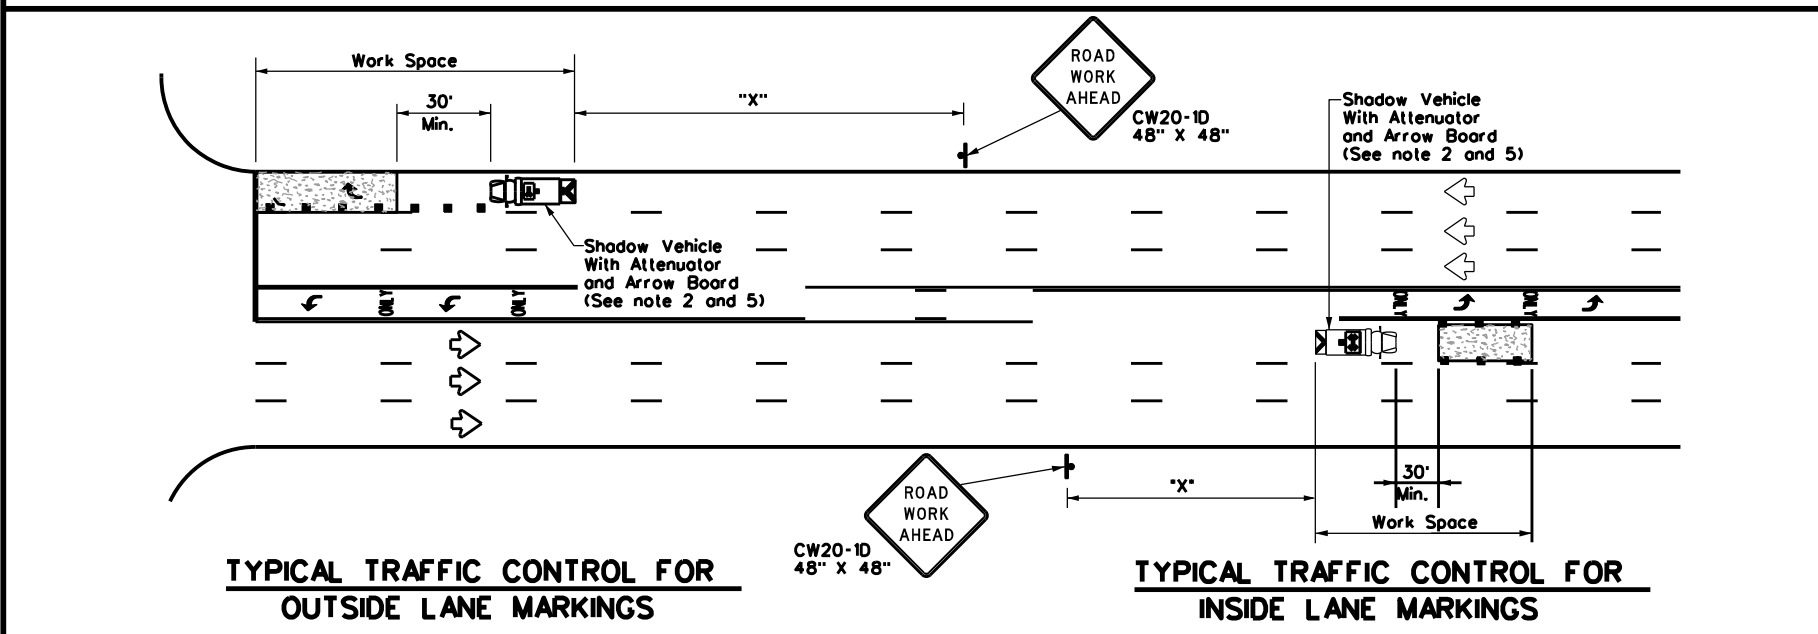 Work Space
30'
Min.
"X"
ROAD
WORK
AHEAD
CW20-1D
48" X 48"
Shadow Vehicle
With Attenuator
and Arrow Board
(See note 2 and 5)
Shadow Vehicle
With Attenuator
and Arrow Board
(See note 2 and 5)
ONLY
ONLY
ONLY
ONLY
ROAD
WORK
AHEAD
CW20-1D
48" X 48"
"X"
30'
Min.
Work Space
TYPICAL TRAFFIC CONTROL FOR
OUTSIDE LANE MARKINGS
TYPICAL TRAFFIC CONTROL FOR
INSIDE LANE MARKINGS